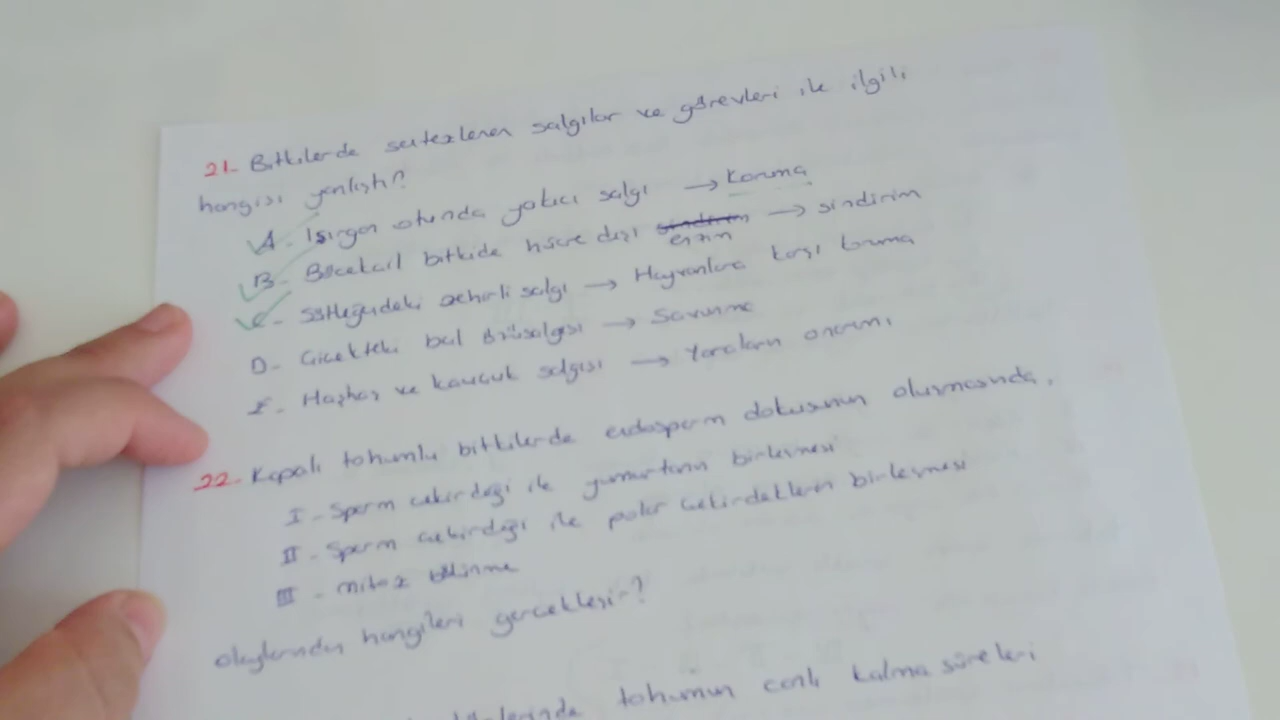 21- Bitkilerde sentezlenen salgılar ve görevleri ile ilgili
hangisi yanlıştır?
A- Isırgan otunda yakıcı salgı → Koruma
B- Böcekcil bitkide hücre dışı enzim → sindirim
C- Sütleğendeki zehirli salgı → Hayvanlara karşı koruma
D- Çiçekteki bal özü salgısı → Savunma
E- Haşhaş ve kauçuk salgısı → Yaraların onarımı
22- Kapalı tohumlu bitkilerde endosperm dokusunun oluşmasında,
I - Sperm çekirdeği ile yumurtanın birleşmesi
II - Sperm çekirdeği ile polar çekirdeklerin birleşmesi
III - mitoz bölünme
olaylarından hangileri gerçekleşir?
tohumun canlı kalma süreleri